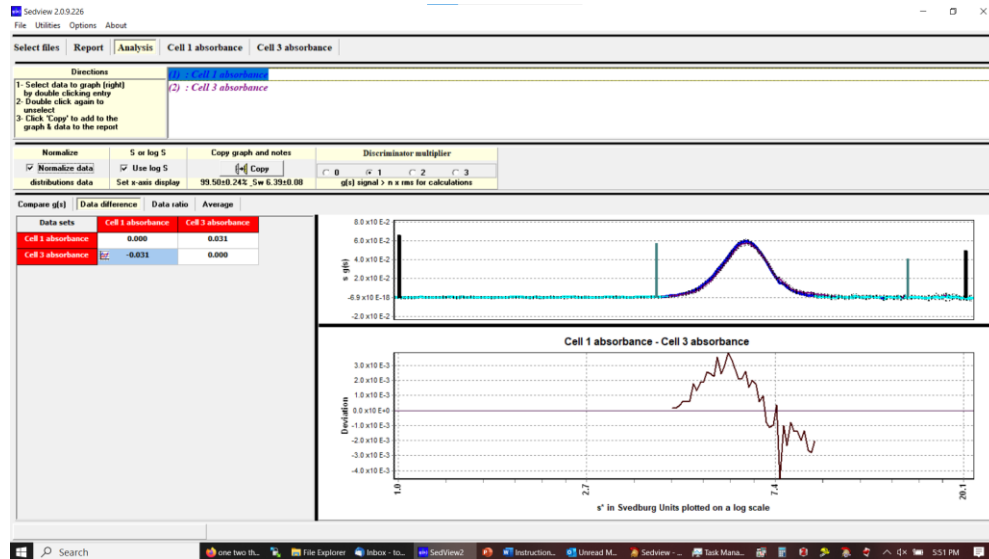 Sedview 2.0.9.226
File Utilities Options About
Select files Report Analysis Cell 1 absorbance Cell 3 absorbance
Directions
1- Select data to graph (right)
by double clicking entry
2- Double click again to
unselect
3- Click 'Copy' to add to the
graph & data to the report
(1) : Cell 1 absorbance
(2) : Cell 3 absorbance
Normalize S or log S Copy graph and notes Discriminator multiplier
Normalize data Use log S Copy 0 1 2 3
distributions data Set x-axis display 99.50±0.24% _Sw 6.39±0.08 g(s) signal > n x rms for calculations
Compare g(s) Data difference Data ratio Average
Data sets Cell 1 absorbance Cell 3 absorbance
Cell 1 absorbance 0.000 0.031
Cell 3 absorbance -0.031 0.000
s g(s)
8.0 x10 E-2
6.0 x10 E-2
4.0 x10 E-2
2.0 x10 E-2
-6.9 x10 E-18
-2.0 x10 E-2
Cell 1 absorbance - Cell 3 absorbance
Deviation
3.0 x10 E-3
2.0 x10 E-3
1.0 x10 E-3
0.0 x10 E+0
-1.0 x10 E-3
-2.0 x10 E-3
-3.0 x10 E-3
-4.0 x10 E-3
1.0 2.7 7.4 20.1
s* in Svedburg Units plotted on a log scale
Search one two th... File Explorer Inbox - to... SedView2 Instruction... Unread M... Sedview - ... Task Mana... 5:51 PM